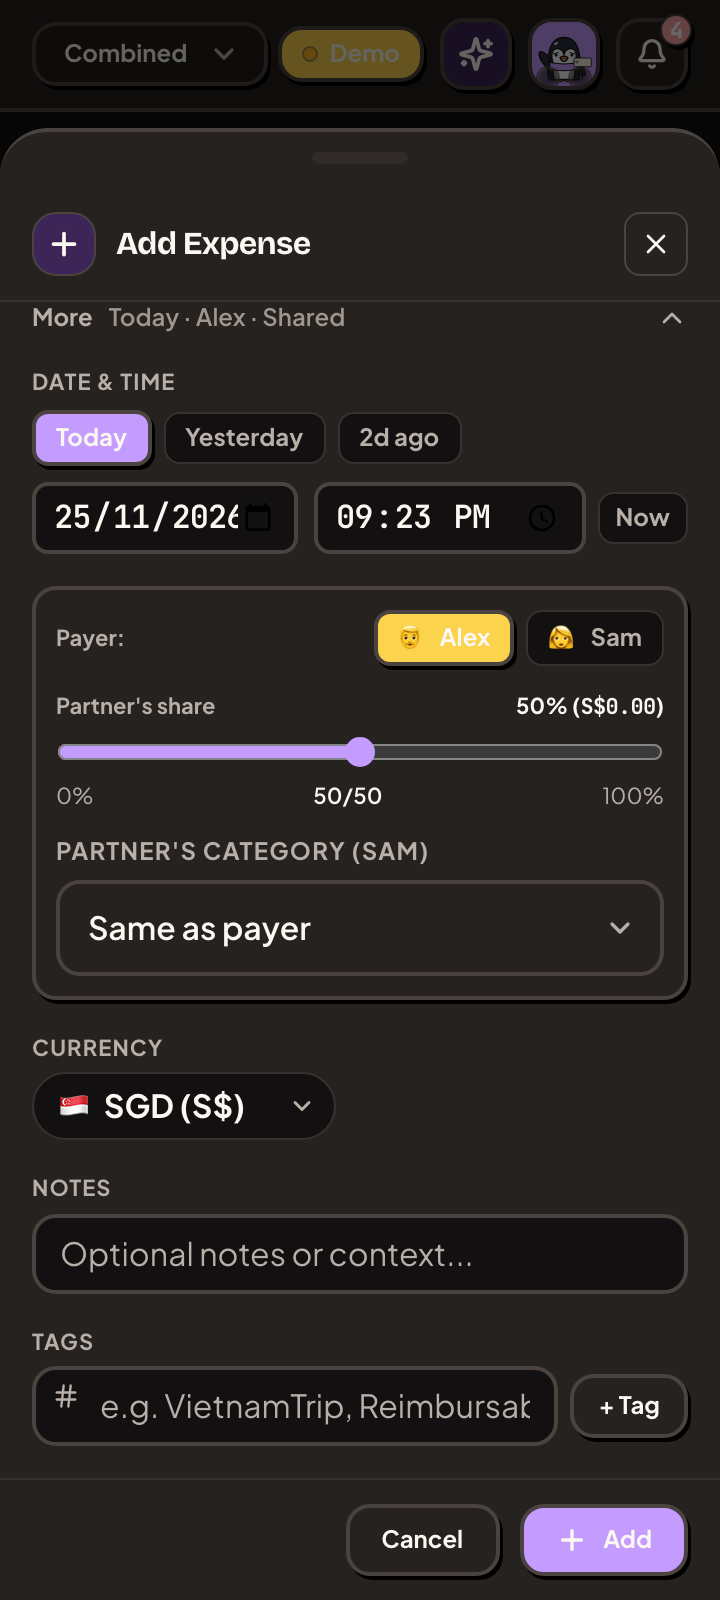 Combined
Demo
4
Add Expense
More Today · Alex · Shared
DATE & TIME
Today Yesterday 2d ago
25/11/2026 09:23 PM Now
Payer: Alex Sam
Partner's share 50% (S$0.00)
0% 50/50 100%
PARTNER'S CATEGORY (SAM)
Same as payer
CURRENCY
SGD (S$)
NOTES
Optional notes or context...
TAGS
# e.g. VietnamTrip, Reimbursab
+ Tag
Cancel + Add